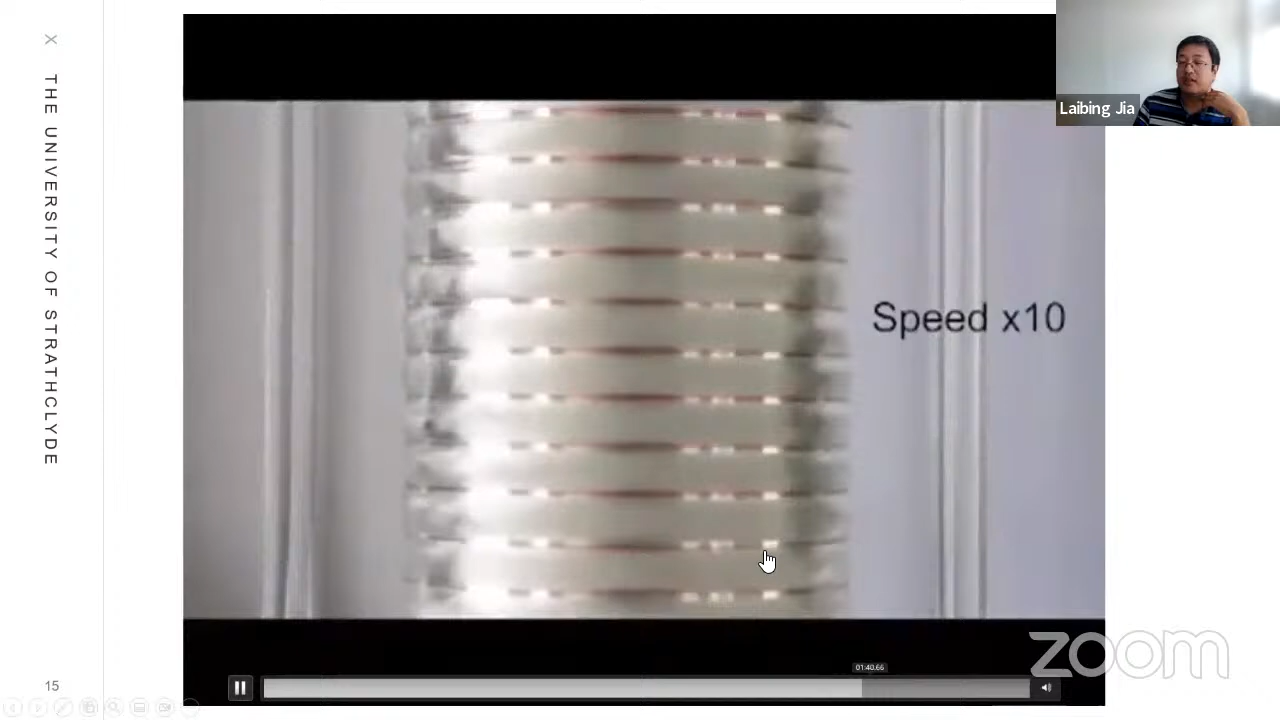 X THE UNIVERSITY OF STRATHCLYDE
Laibing Jia
Speed x10
01:40.66
15
zoom